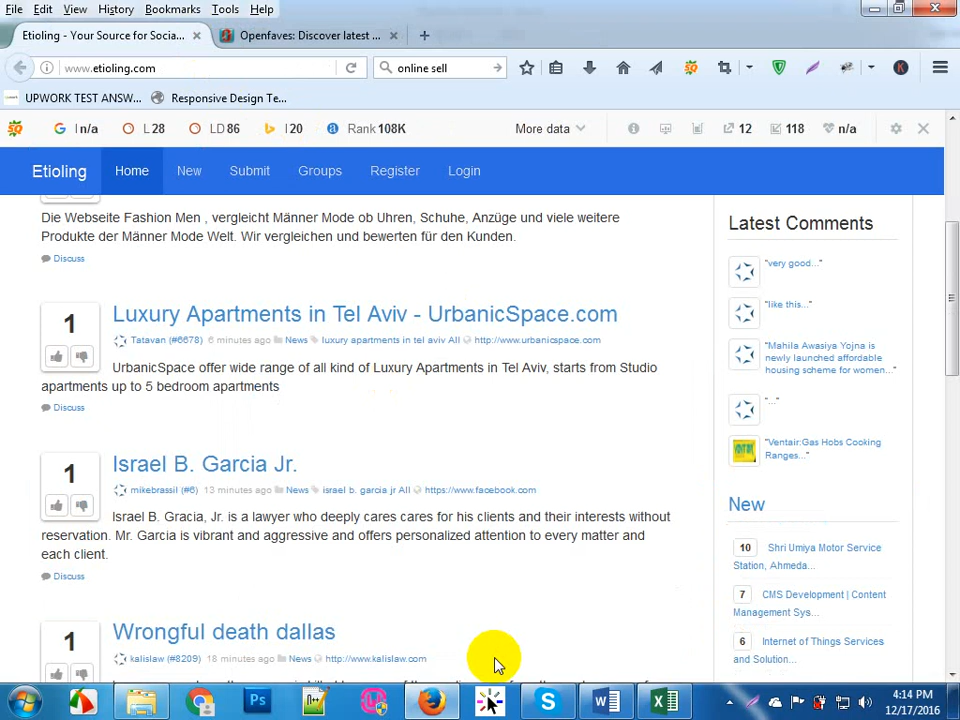 File Edit View History Bookmarks Tools Help
Etioling - Your Source for Socia... × Openfaves: Discover latest ... × +
www.etioling.com online sell
UPWORK TEST ANSW... Responsive Design Te...
I n/a L 28 LD 86 I 20 Rank 108K More data 12 118 n/a
Etioling Home New Submit Groups Register Login
Die Webseite Fashion Men , vergleicht Männer Mode ob Uhren, Schuhe, Anzüge und viele weitere
Produkte der Männer Mode Welt. Wir vergleichen und bewerten für den Kunden.
Discuss
1 Luxury Apartments in Tel Aviv - UrbanicSpace.com
Tatavan (#6678) 6 minutes ago News luxury apartments in tel aviv All http://www.urbanicspace.com
UrbanicSpace offer wide range of all kind of Luxury Apartments in Tel Aviv, starts from Studio
apartments up to 5 bedroom apartments
Discuss
1 Israel B. Garcia Jr.
mikebrassil (#6) 13 minutes ago News israel b. garcia jr All https://www.facebook.com
Israel B. Gracia, Jr. is a lawyer who deeply cares cares for his clients and their interests without
reservation. Mr. Garcia is vibrant and aggressive and offers personalized attention to every matter and
each client.
Discuss
1 Wrongful death dallas
kalislaw (#8209) 18 minutes ago News http://www.kalislaw.com
Latest Comments
"very good..."
"like this..."
"Mahila Awasiya Yojna is
newly launched affordable
housing scheme for women..."
"..."
"Ventair:Gas Hobs Cooking
Ranges..."
New
10 Shri Umiya Motor Service
Station, Ahmeda...
7 CMS Development | Content
Management Sys...
6 Internet of Things Services
and Solution...
4:14 PM
12/17/2016